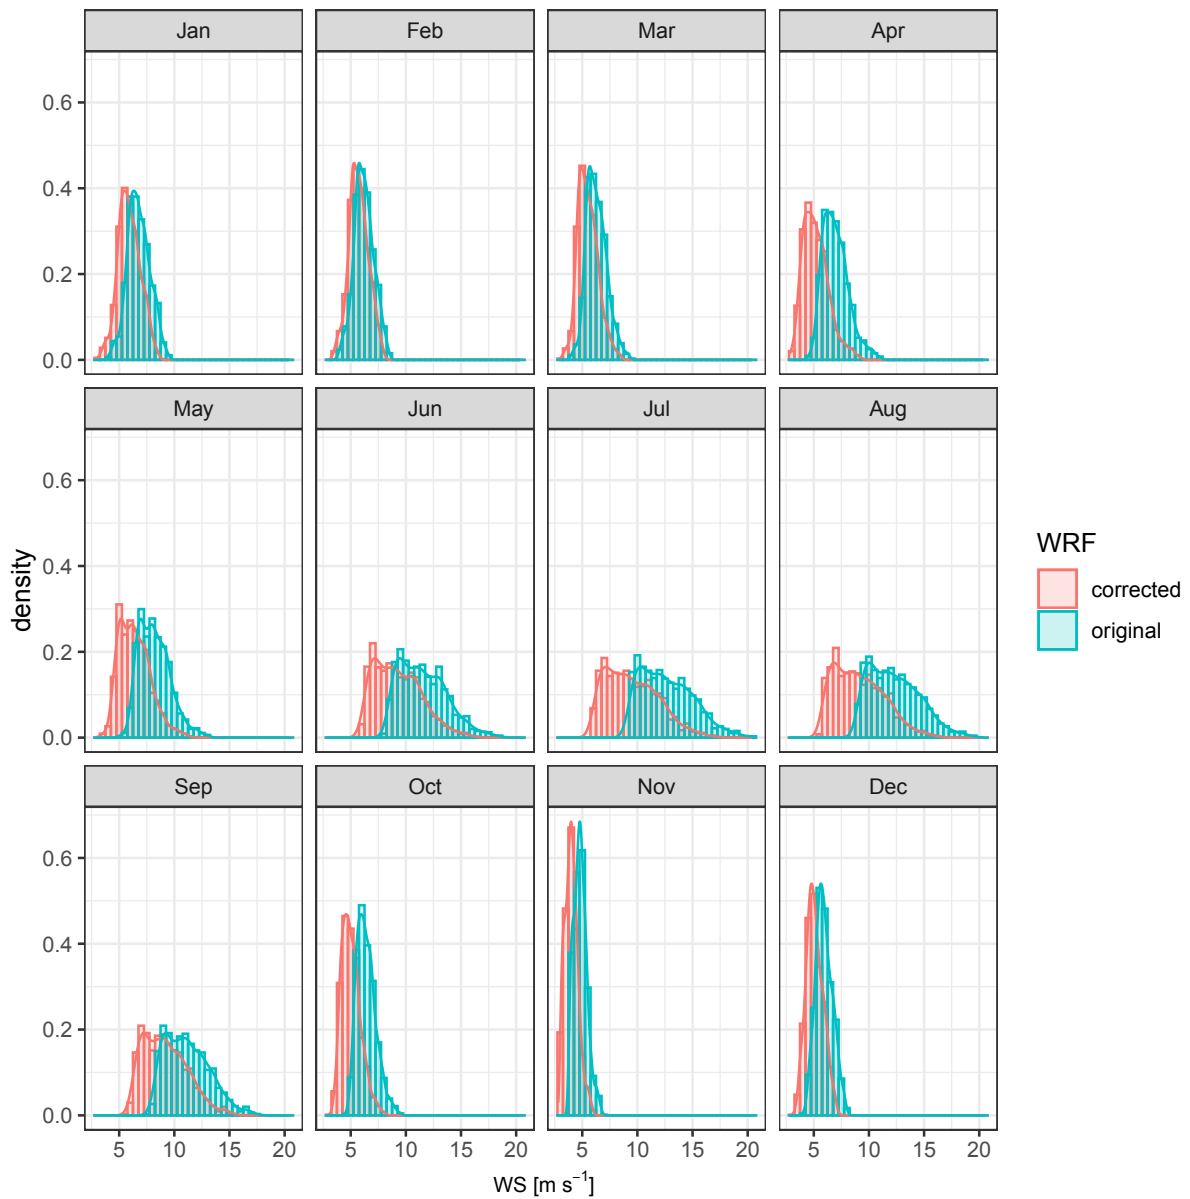 Jan Feb Mar Apr
0.6
0.4
0.2
0.0
May Jun Jul Aug
0.6
0.4
0.2
0.0
Sep Oct Nov Dec
0.6
0.4
0.2
0.0
5 10 15 20 5 10 15 20 5 10 15 20 5 10 15 20
density
WS [m s⁻¹]
WRF
corrected
original